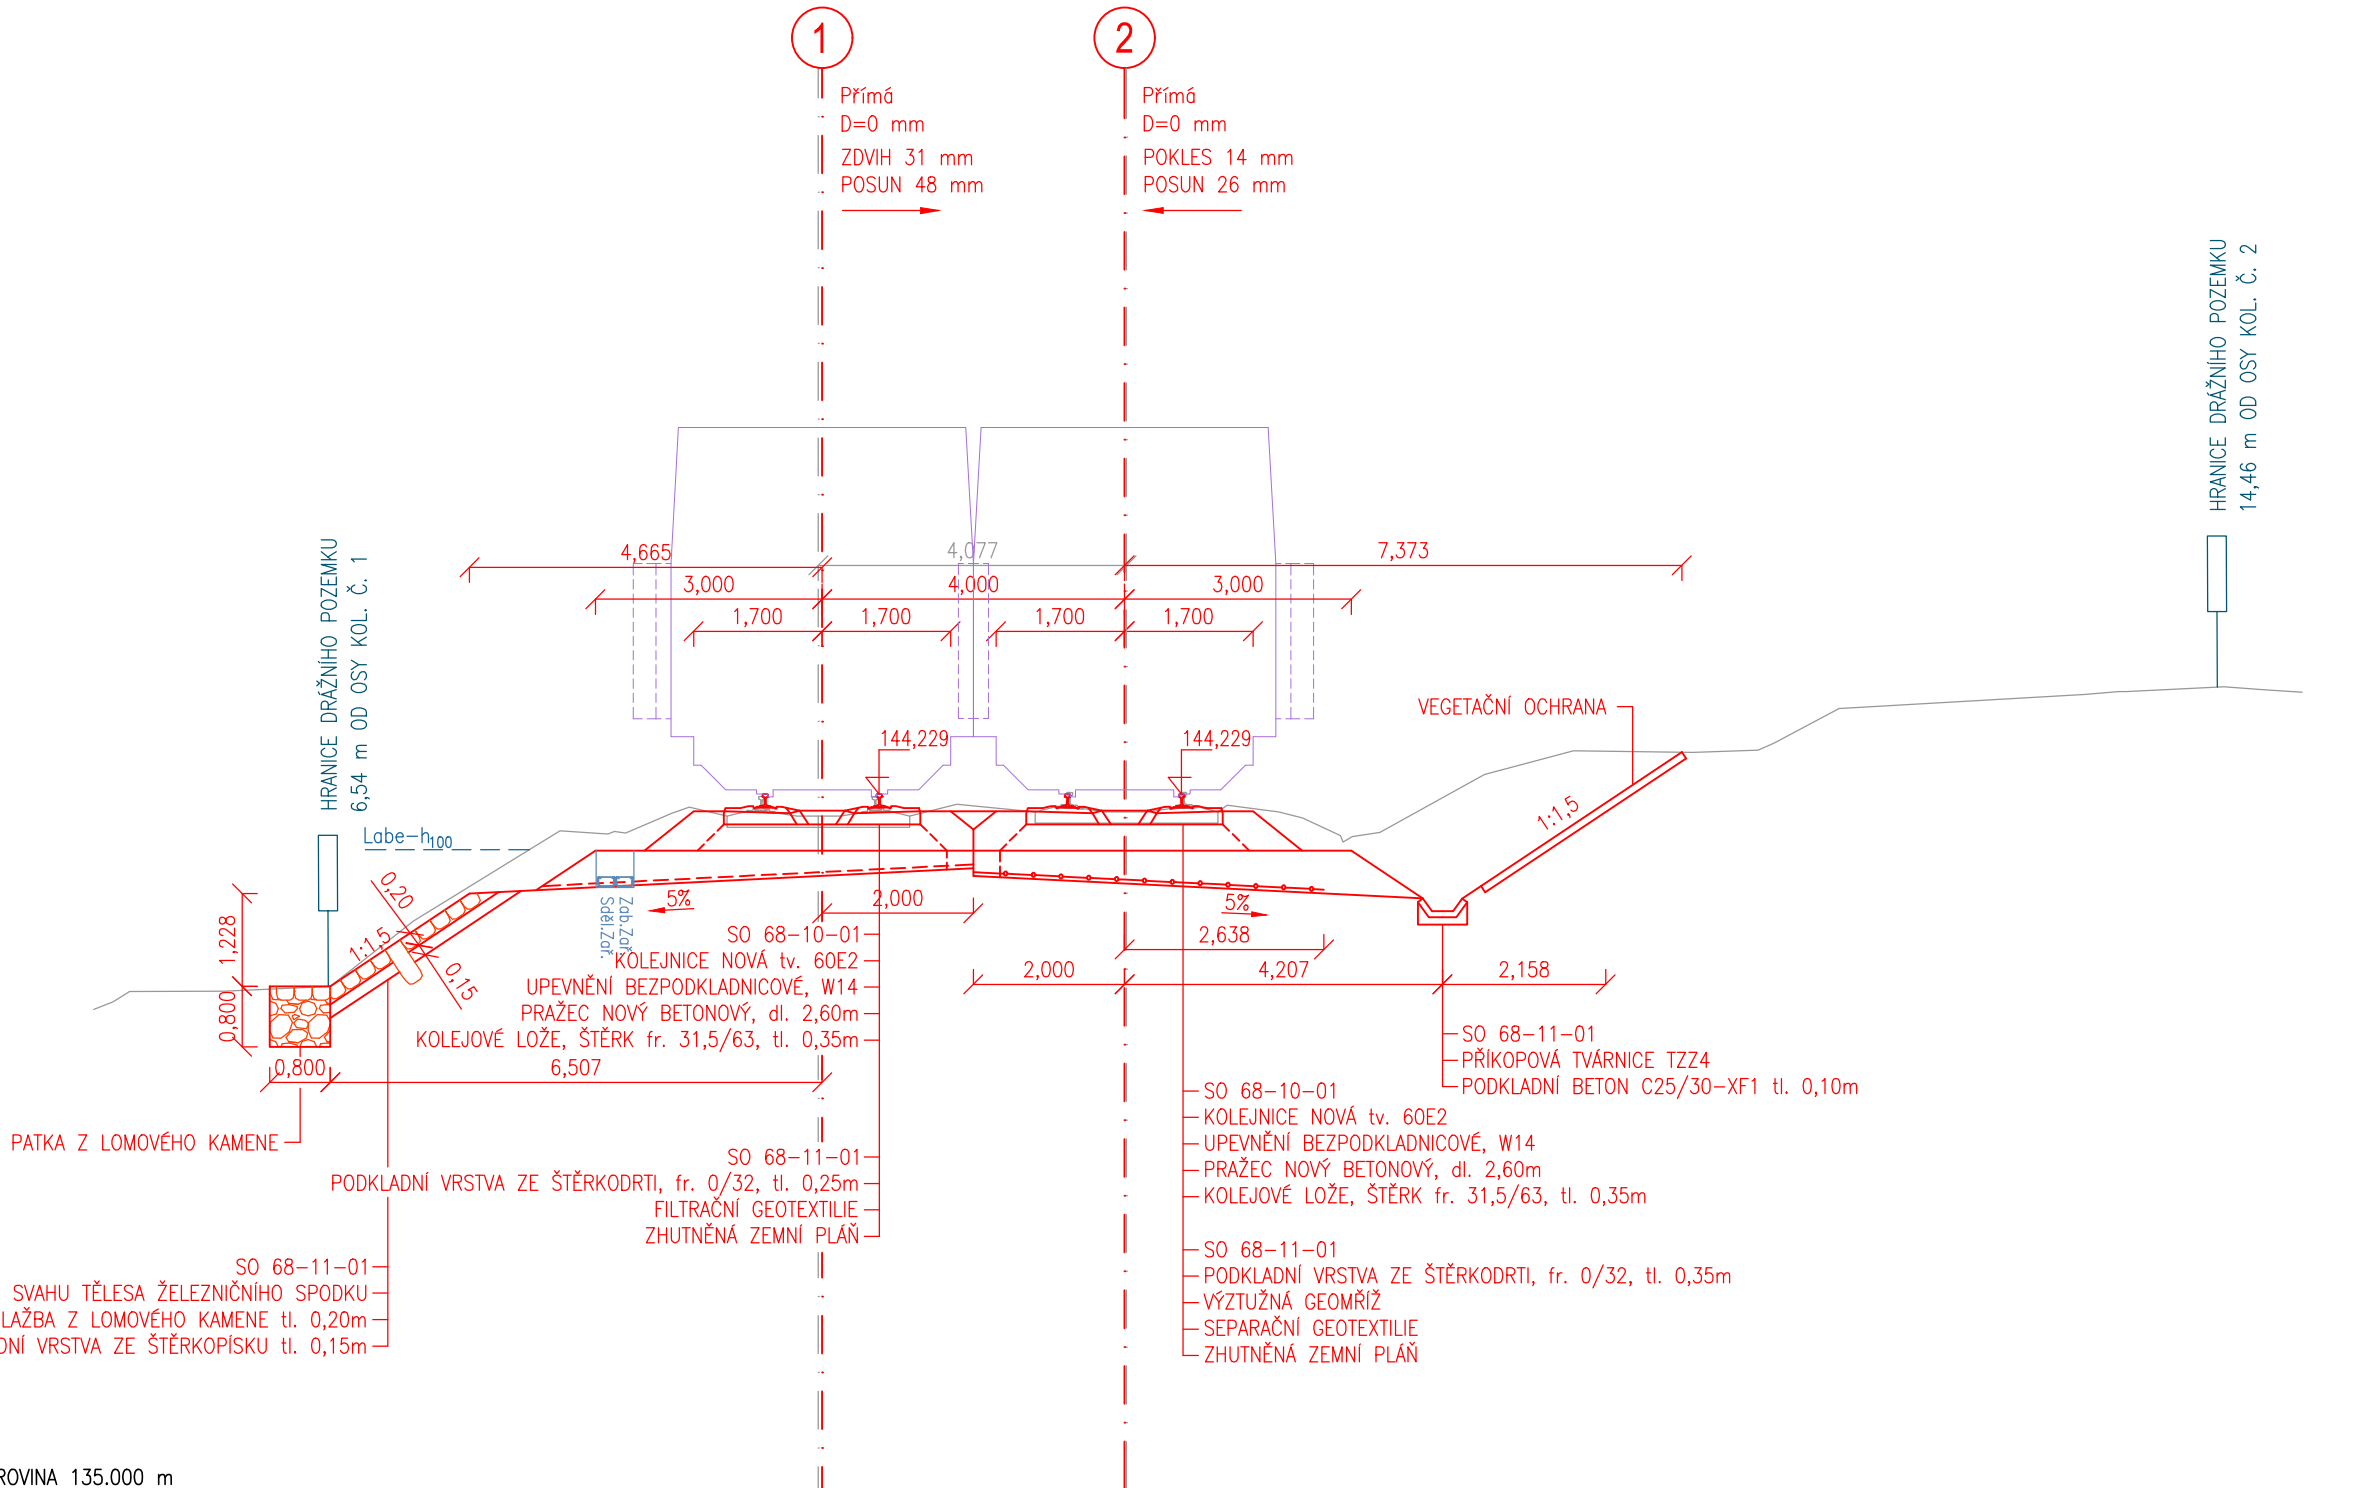 1
2
Přímá
D=0 mm
ZDVIH 31 mm
POSUN 48 mm
Přímá
D=0 mm
POKLES 14 mm
POSUN 26 mm
HRANICE DRÁŽNÍHO POZEMKU
14,46 m OD OSY KOL. Č. 2
HRANICE DRÁŽNÍHO POZEMKU
6,54 m OD OSY KOL. Č. 1
4,665
4,077
7,373
3,000
4,000
3,000
1,700
1,700
1,700
1,700
VEGETAČNÍ OCHRANA
144,229
144,229
1:1,5
Labe-h100
0,20
1:1,5
0,15
1,228
0,800
5%
2,000
5%
Zab.Zař.
Sděl.Zař.
2,638
2,000
4,207
2,158
SO 68-10-01
KOLEJNICE NOVÁ tv. 60E2
UPEVNĚNÍ BEZPODKLADNICOVÉ, W14
PRAŽEC NOVÝ BETONOVÝ, dl. 2,60m
KOLEJOVÉ LOŽE, ŠTĚRK fr. 31,5/63, tl. 0,35m
0,800
6,507
SO 68-11-01
PŘÍKOPOVÁ TVÁRNICE TZZ4
PODKLADNÍ BETON C25/30-XF1 tl. 0,10m
PATKA Z LOMOVÉHO KAMENE
SO 68-10-01
KOLEJNICE NOVÁ tv. 60E2
UPEVNĚNÍ BEZPODKLADNICOVÉ, W14
PRAŽEC NOVÝ BETONOVÝ, dl. 2,60m
KOLEJOVÉ LOŽE, ŠTĚRK fr. 31,5/63, tl. 0,35m
SO 68-11-01
PODKLADNÍ VRSTVA ZE ŠTĚRKODRTI, fr. 0/32, tl. 0,25m
FILTRAČNÍ GEOTEXTILIE
ZHUTNĚNÁ ZEMNÍ PLÁŇ
SO 68-11-01
PODKLADNÍ VRSTVA ZE ŠTĚRKODRTI, fr. 0/32, tl. 0,35m
VÝZTUŽNÁ GEOMŘÍŽ
SEPARAČNÍ GEOTEXTILIE
ZHUTNĚNÁ ZEMNÍ PLÁŇ
SO 68-11-01
SVAHU TĚLESA ŽELEZNIČNÍHO SPODKU
LAŽBA Z LOMOVÉHO KAMENE tl. 0,20m
DNÍ VRSTVA ZE ŠTĚRKOPÍSKU tl. 0,15m
ROVINA 135.000 m